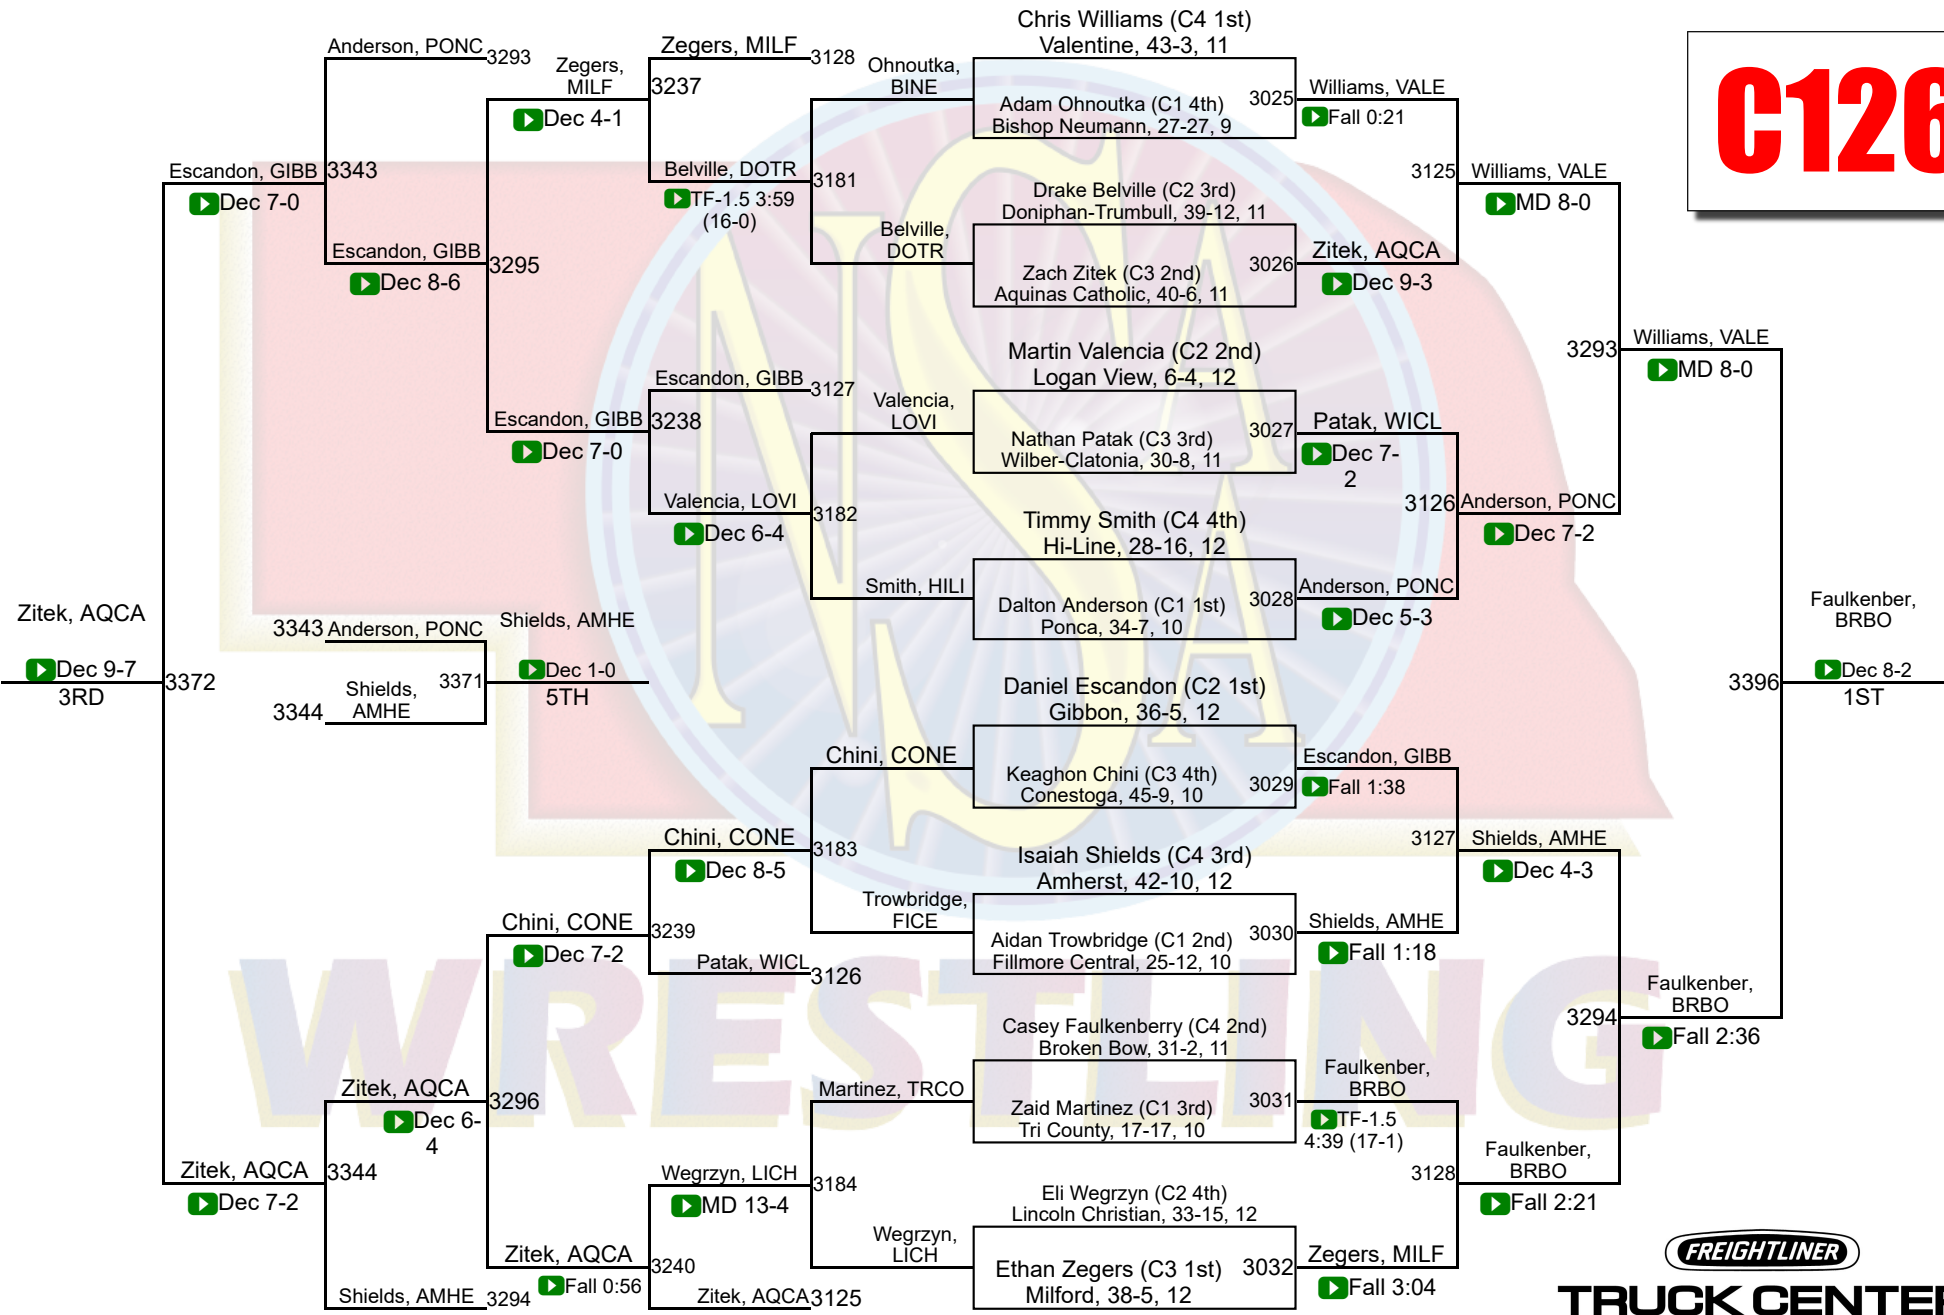 C126
Chris Williams (C4 1st)
Valentine, 43-3, 11
Adam Ohnoutka (C1 4th)
Bishop Neumann, 27-27, 9
3025
Drake Belville (C2 3rd)
Doniphan-Trumbull, 39-12, 11
Zach Zitek (C3 2nd)
Aquinas Catholic, 40-6, 11
3026
Martin Valencia (C2 2nd)
Logan View, 6-4, 12
Nathan Patak (C3 3rd)
Wilber-Clatonia, 30-8, 11
3027
Timmy Smith (C4 4th)
Hi-Line, 28-16, 12
Dalton Anderson (C1 1st)
Ponca, 34-7, 10
3028
Daniel Escandon (C2 1st)
Gibbon, 36-5, 12
Keaghon Chini (C3 4th)
Conestoga, 45-9, 10
3029
Isaiah Shields (C4 3rd)
Amherst, 42-10, 12
Aidan Trowbridge (C1 2nd)
Fillmore Central, 25-12, 10
3030
Casey Faulkenberry (C4 2nd)
Broken Bow, 31-2, 11
Zaid Martinez (C1 3rd)
Tri County, 17-17, 10
3031
Eli Wegrzyn (C2 4th)
Lincoln Christian, 33-15, 12
Ethan Zegers (C3 1st)
Milford, 38-5, 12
3032
Williams, VALE
Fall 0:21
3125
Zitek, AQCA
Dec 9-3
Patak, WICL
Dec 7-
2
3126
Anderson, PONC
Dec 5-3
Escandon, GIBB
Fall 1:38
3127
Shields, AMHE
Fall 1:18
Faulkenber,
BRBO
TF-1.5
4:39 (17-1)
3128
Zegers, MILF
Fall 3:04
Williams, VALE
MD 8-0
3293
Anderson, PONC
Dec 7-2
Shields, AMHE
Dec 4-3
3294
Faulkenber,
BRBO
Fall 2:21
Williams, VALE
MD 8-0
3396
Faulkenber,
BRBO
Fall 2:36
Faulkenber,
BRBO
Dec 8-2
1ST
Ohnoutka,
BINE
3181
Belville,
DOTR
Valencia,
LOVI
3182
Smith, HILI
Chini, CONE
3183
Trowbridge,
FICE
Martinez, TRCO
3184
Wegrzyn,
LICH
Zegers, MILF
3128
3237
Belville, DOTR
TF-1.5 3:59
(16-0)
Escandon, GIBB
3127
3238
Valencia, LOVI
Dec 6-4
Chini, CONE
Dec 8-5
3239
Patak, WICL
3126
Wegrzyn, LICH
MD 13-4
3240
Zitek, AQCA
3125
Zegers,
MILF
Dec 4-1
3295
Escandon, GIBB
Dec 7-0
Chini, CONE
Dec 7-2
3296
Zitek, AQCA
Fall 0:56
Anderson, PONC
3293
3343
Escandon, GIBB
Dec 8-6
Zitek, AQCA
Dec 6-
4
3344
Shields, AMHE
3294
Escandon, GIBB
Dec 7-0
3372
Zitek, AQCA
Dec 7-2
Zitek, AQCA
Dec 9-7
3RD
3343
Anderson, PONC
3371
3344
Shields,
AMHE
Shields, AMHE
Dec 1-0
5TH
NSAA
WRESTLING
FREIGHTLINER
TRUCK CENTER